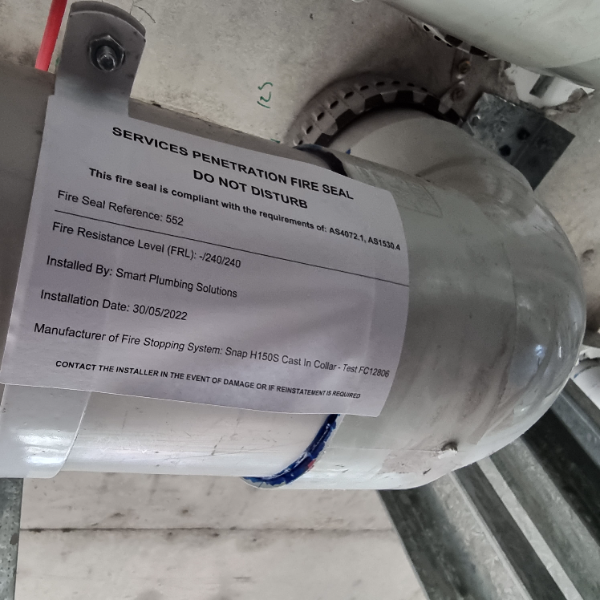 SERVICES PENETRATION FIRE SEAL
DO NOT DISTURB
This fire seal is compliant with the requirements of: AS4072.1, AS1530.4
Fire Seal Reference: 552
Fire Resistance Level (FRL): -/240/240
Installed By: Smart Plumbing Solutions
Installation Date: 30/05/2022
Manufacturer of Fire Stopping System: Snap H150S Cast In Collar - Test FC12806
CONTACT THE INSTALLER IN THE EVENT OF DAMAGE OR IF REINSTATEMENT IS REQUIRED